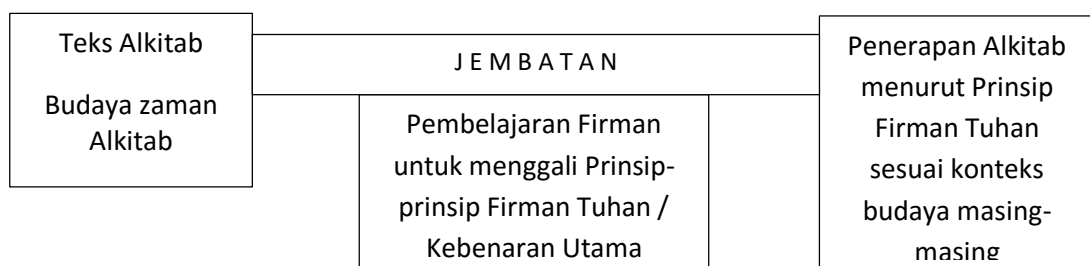 Teks Alkitab
Budaya zaman
Alkitab
J E M B A T A N
Pembelajaran Firman
untuk menggali Prinsip-
prinsip Firman Tuhan /
Kebenaran Utama
Penerapan Alkitab
menurut Prinsip
Firman Tuhan
sesuai konteks
budaya masing-
masing